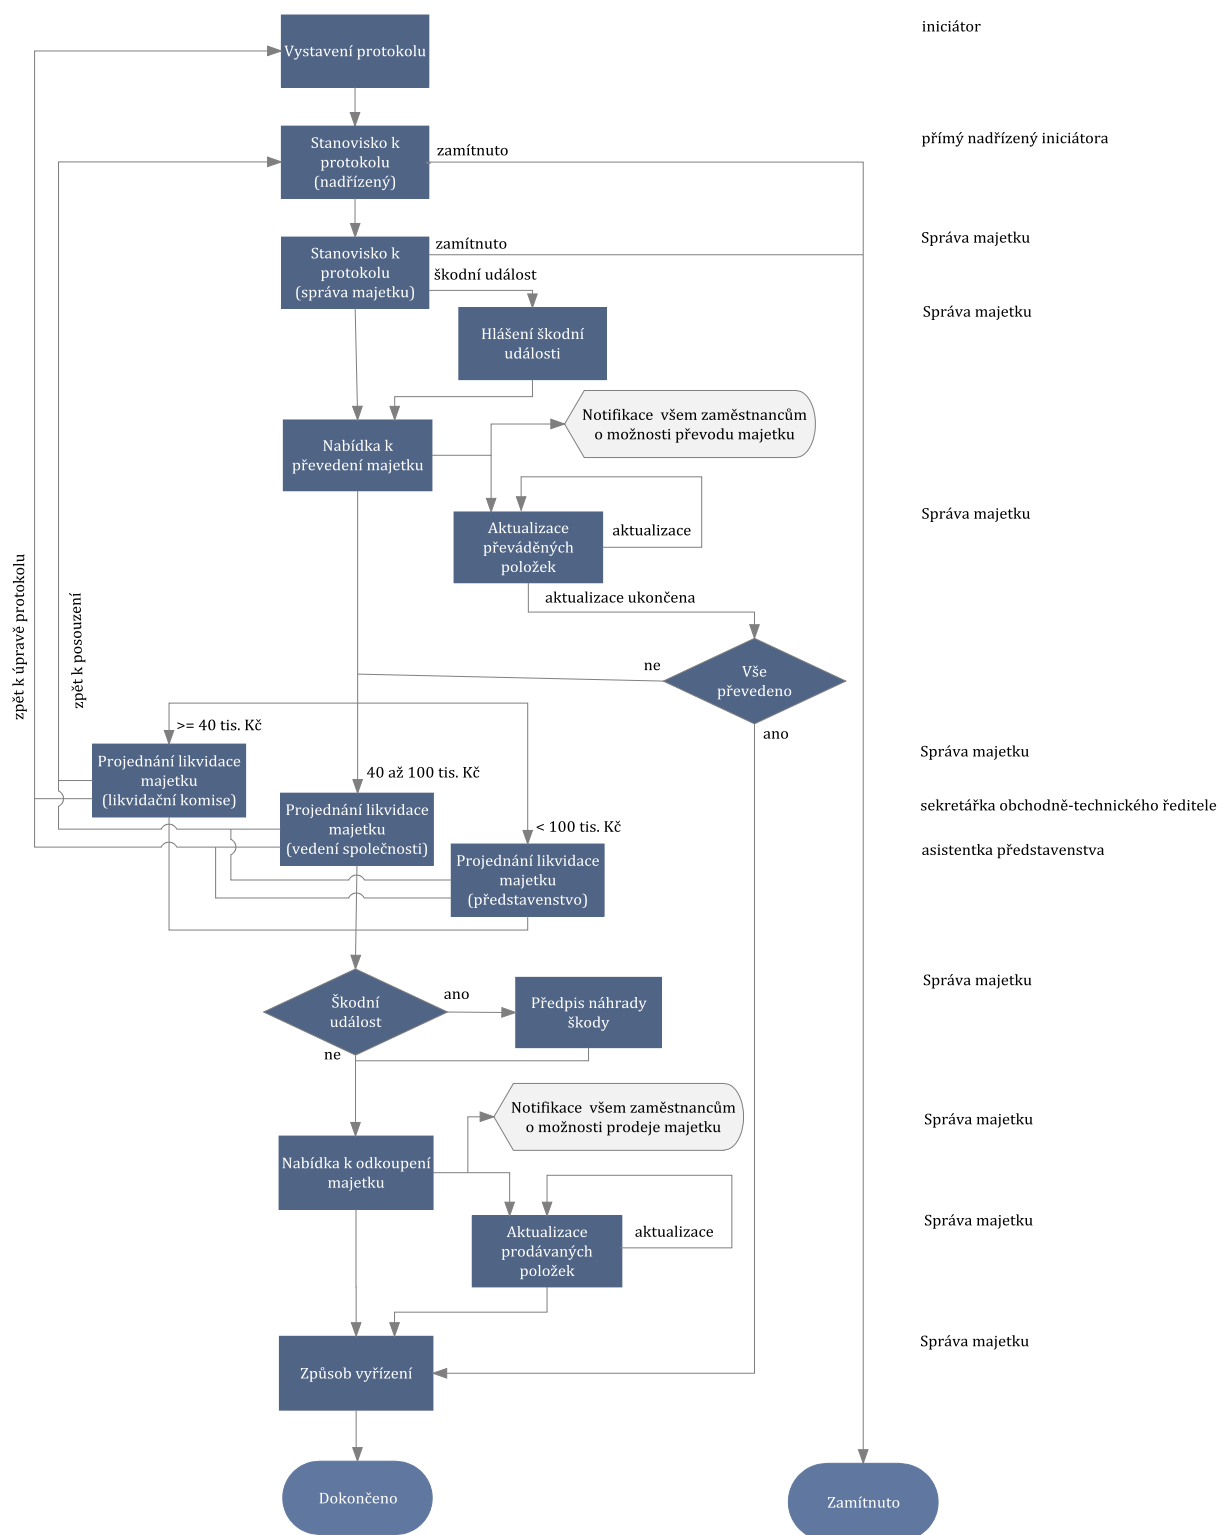 iniciátor
Vystavení protokolu
přímý nadřízený iniciátora
Stanovisko k
protokolu
(nadřízený)
zamítnuto
Správa majetku
Stanovisko k
protokolu
(správa majetku)
zamítnuto
škodní událost
Správa majetku
Hlášení škodní
události
Notifikace  všem zaměstnancům
o možnosti převodu majetku
Nabídka k
převedení majetku
Správa majetku
Aktualizace
převáděných
položek
aktualizace
aktualizace ukončena
zpět k úpravě protokolu
zpět k posouzení
ne
Vše
převedeno
ano
>= 40 tis. Kč
Správa majetku
Projednání likvidace
majetku
(likvidační komise)
40 až 100 tis. Kč
sekretářka obchodně-technického ředitele
Projednání likvidace
majetku
(vedení společnosti)
< 100 tis. Kč
asistentka představenstva
Projednání likvidace
majetku
(představenstvo)
Správa majetku
Škodní
událost
ano
ne
Předpis náhrady
škody
Notifikace  všem zaměstnancům
o možnosti prodeje majetku
Správa majetku
Nabídka k odkoupení
majetku
Správa majetku
Aktualizace
prodávaných
položek
aktualizace
Správa majetku
Způsob vyřízení
Dokončeno
Zamítnuto